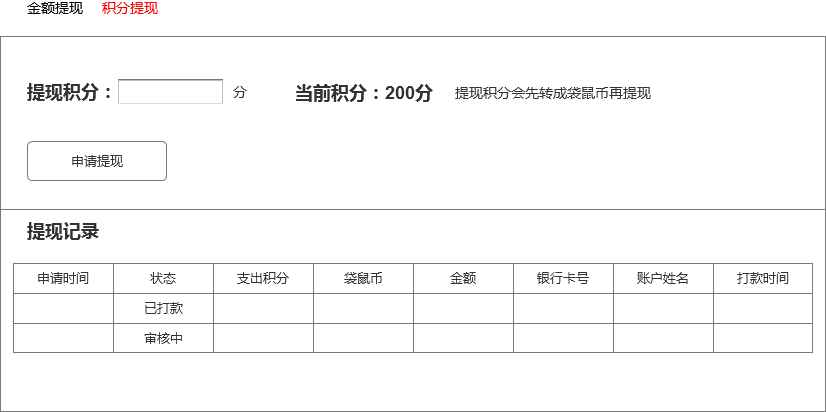 金额提现 积分提现
提现积分： 分 当前积分：200分 提现积分会先转成袋鼠币再提现
申请提现
提现记录
申请时间 状态 支出积分 袋鼠币 金额 银行卡号 账户姓名 打款时间
已打款
审核中